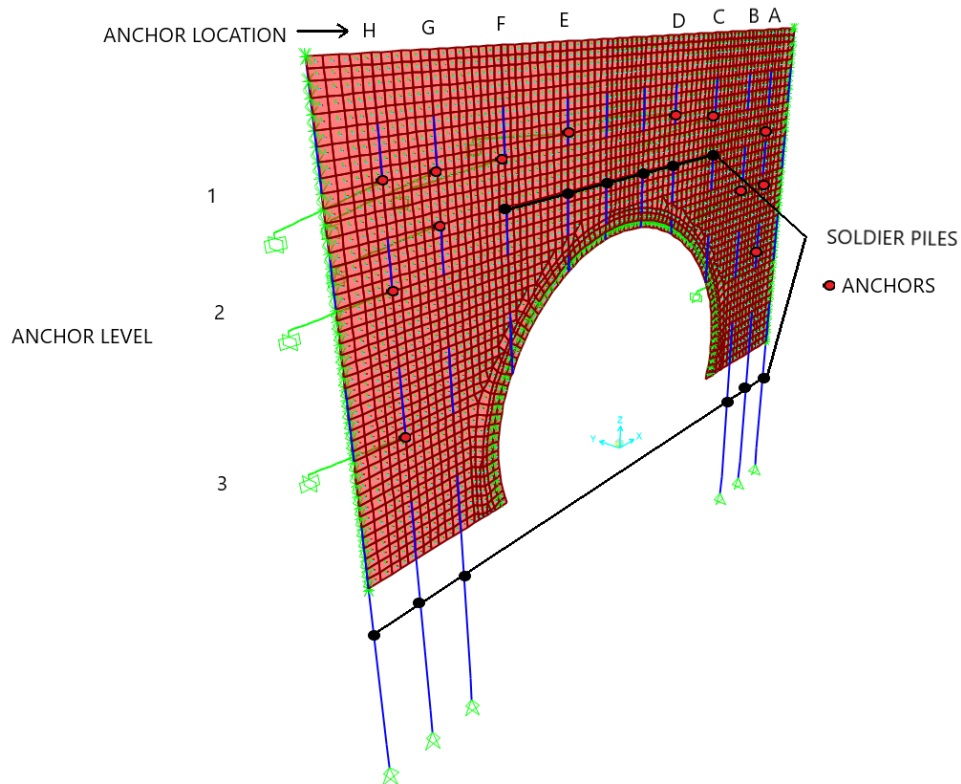 ANCHOR LOCATION
H G F E D C B A
1
SOLDIER PILES
ANCHORS
2
ANCHOR LEVEL
3
Z
Y X